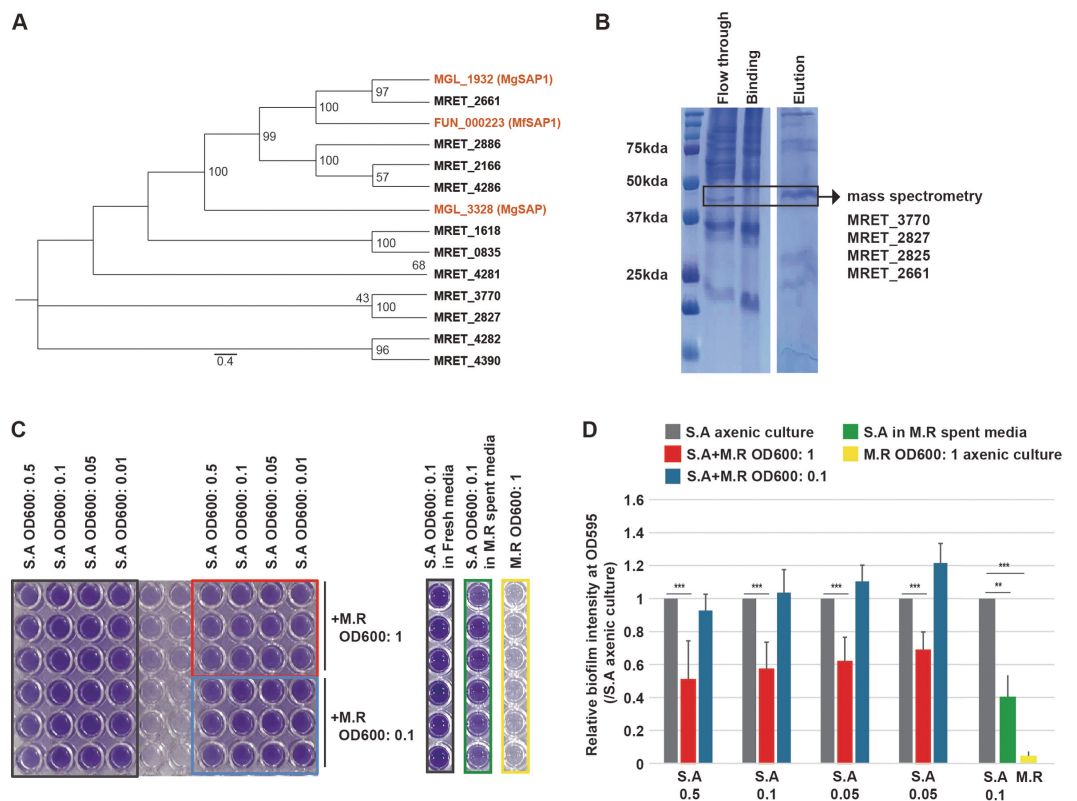 A
MGL_1932 (MgSAP1)
97
MRET_2661
100
FUN_000223 (MfSAP1)
99
MRET_2886
100
MRET_2166
57
MRET_4286
100
MGL_3328 (MgSAP)
MRET_1618
100
MRET_0835
68
MRET_4281
43
MRET_3770
100
MRET_2827
MRET_4282
96
MRET_4390
0.4
B
Flow through
Binding
Elution
75kda
50kda
37kda
25kda
mass spectrometry
MRET_3770
MRET_2827
MRET_2825
MRET_2661
C
S.A OD600: 0.5
S.A OD600: 0.1
S.A OD600: 0.05
S.A OD600: 0.01
S.A OD600: 0.5
S.A OD600: 0.1
S.A OD600: 0.05
S.A OD600: 0.01
S.A OD600: 0.1
in Fresh media
S.A OD600: 0.1
in M.R spent media
M.R OD600: 1
+M.R
OD600: 1
+M.R
OD600: 0.1
D
S.A axenic culture
S.A+M.R OD600: 1
S.A+M.R OD600: 0.1
S.A in M.R spent media
M.R OD600: 1 axenic culture
Relative biofilm intensity at OD595
(/S.A axenic culture)
1.6
1.4
1.2
1
0.8
0.6
0.4
0.2
0
***
***
***
***
***
**
S.A
0.5
S.A
0.1
S.A
0.05
S.A
0.05
S.A M.R
0.1